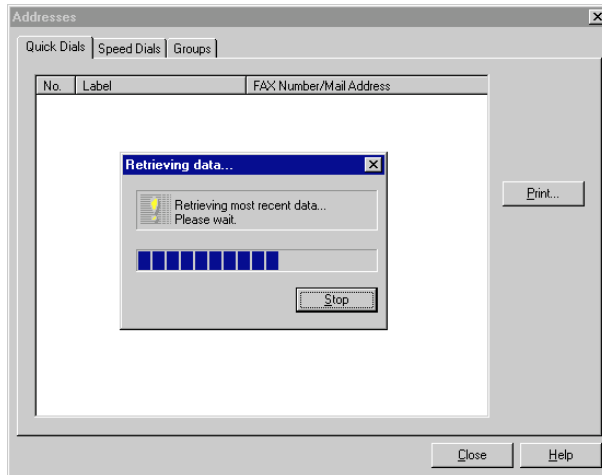 Addresses
Quick Dials Speed Dials Groups
No. Label FAX Number/Mail Address
Retrieving data...
Retrieving most recent data...
Please wait.
Print...
Stop
Close Help